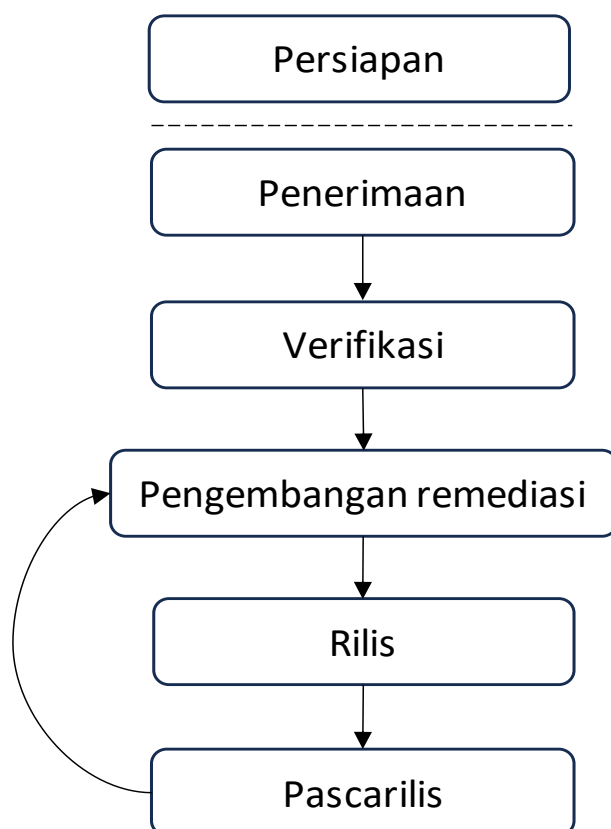 Persiapan
Penerimaan
Verifikasi
Pengembangan remediasi
Rilis
Pascarilis